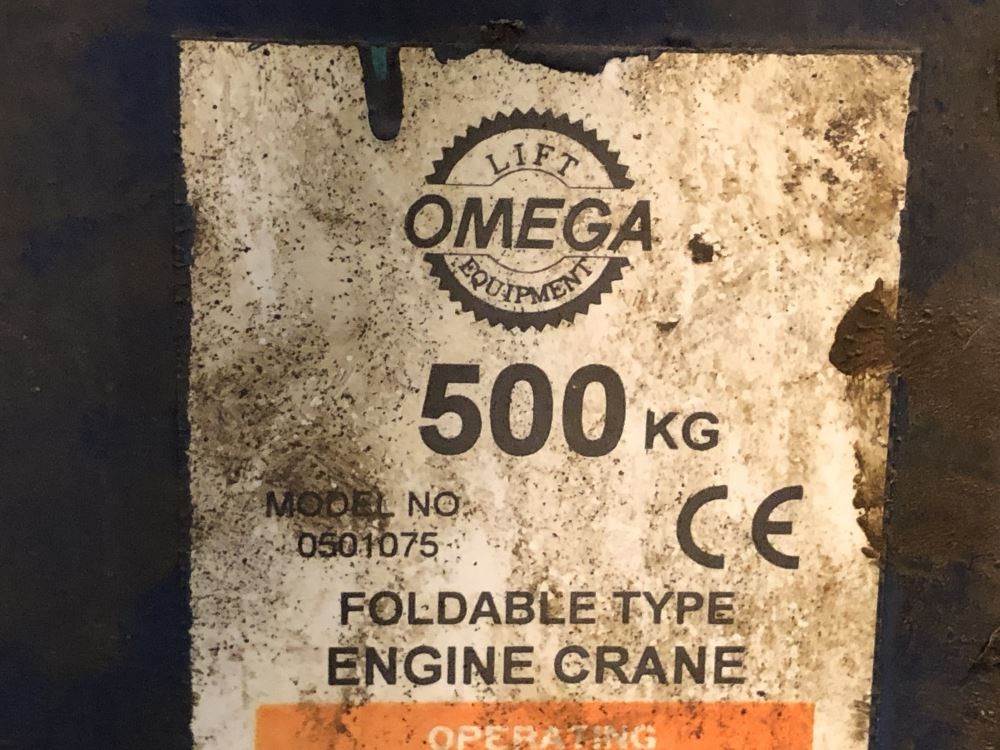 LIFT
OMEGA
EQUIPMENT
500 KG
MODEL NO
0501075
CE
FOLDABLE TYPE
ENGINE CRANE
OPERATING